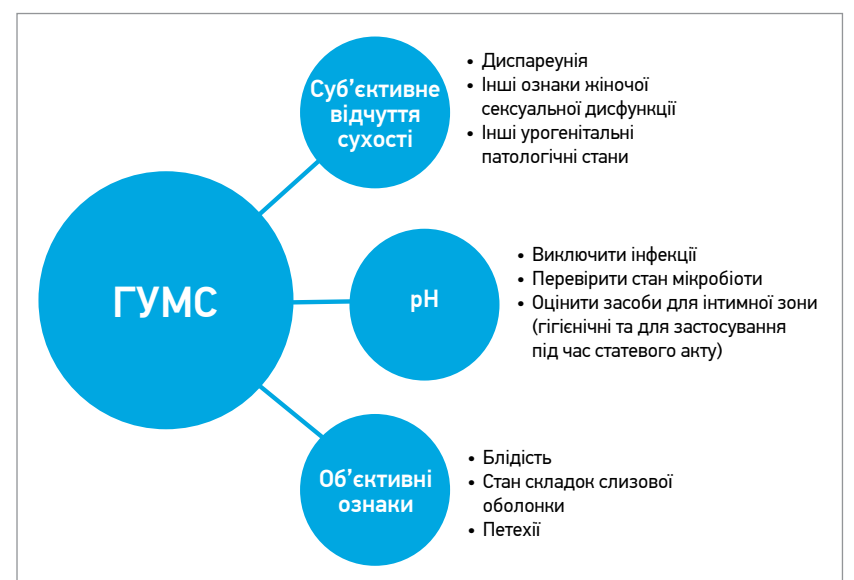 Суб’єктивне
відчуття
сухості
• Диспареунія
• Інші ознаки жіночої
сексуальної дисфункції
• Інші урогенітальні
патологічні стани
ГУМС
pH
• Виключити інфекції
• Перевірити стан мікробіоти
• Оцінити засоби для інтимної зони
(гігієнічні та для застосування
під час статевого акту)
Об’єктивні
ознаки
• Блідість
• Стан складок слизової
оболонки
• Петехії